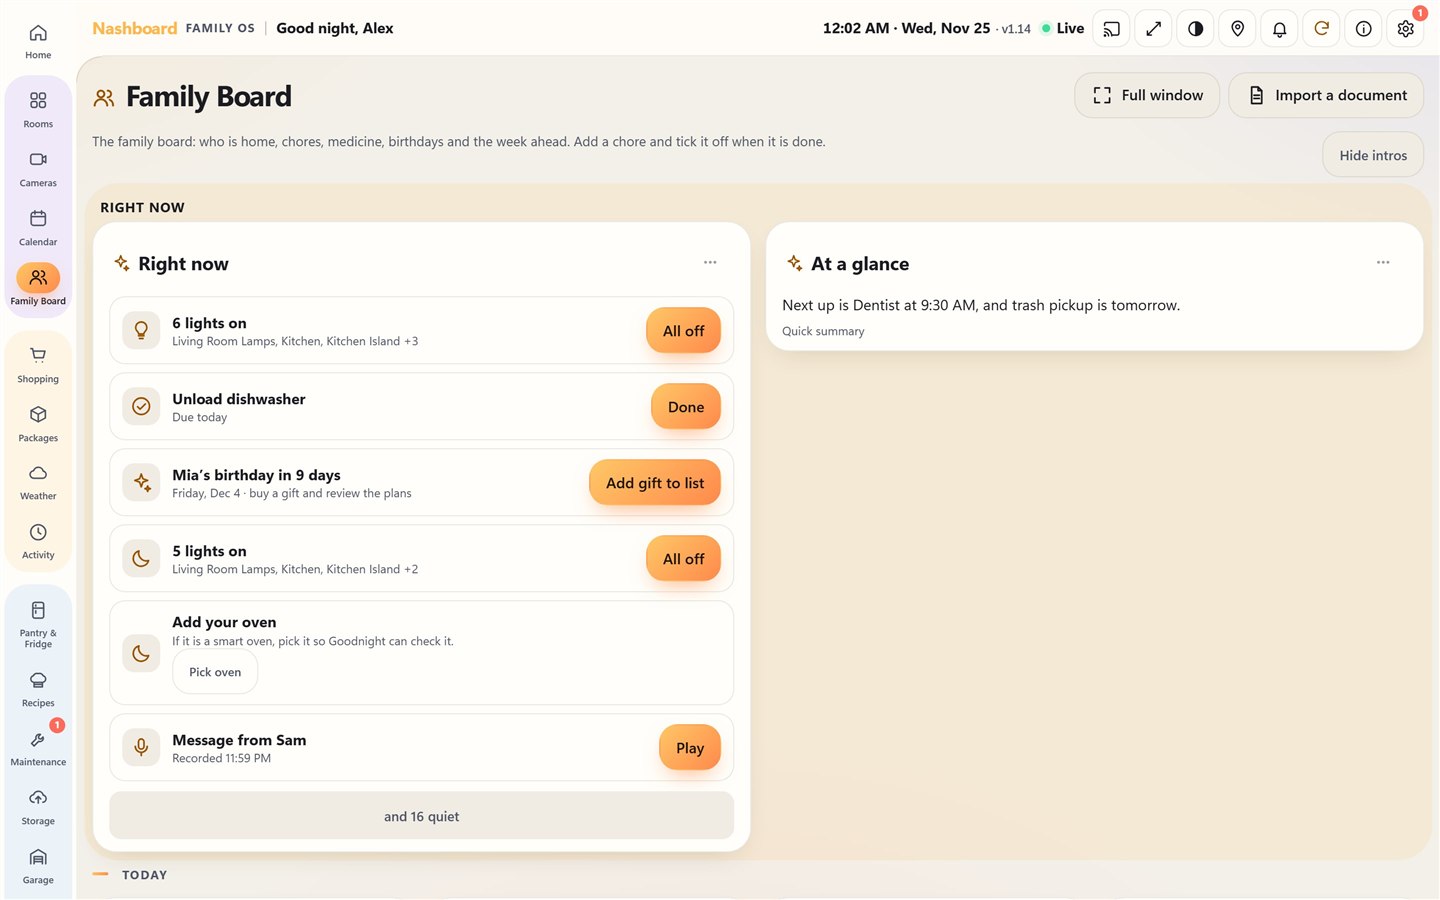 Nashboard FAMILY OS Good night, Alex
12:02 AM · Wed, Nov 25 · v1.14 Live
1
Home
Rooms
Cameras
Calendar
Family Board
Shopping
Packages
Weather
Activity
Pantry &
Fridge
Recipes
1
Maintenance
Storage
Garage
Family Board
Full window
Import a document
The family board: who is home, chores, medicine, birthdays and the week ahead. Add a chore and tick it off when it is done.
Hide intros
RIGHT NOW
Right now
6 lights on
Living Room Lamps, Kitchen, Kitchen Island +3
All off
Unload dishwasher
Due today
Done
Mia's birthday in 9 days
Friday, Dec 4 · buy a gift and review the plans
Add gift to list
5 lights on
Living Room Lamps, Kitchen, Kitchen Island +2
All off
Add your oven
If it is a smart oven, pick it so Goodnight can check it.
Pick oven
Message from Sam
Recorded 11:59 PM
Play
and 16 quiet
At a glance
Next up is Dentist at 9:30 AM, and trash pickup is tomorrow.
Quick summary
TODAY